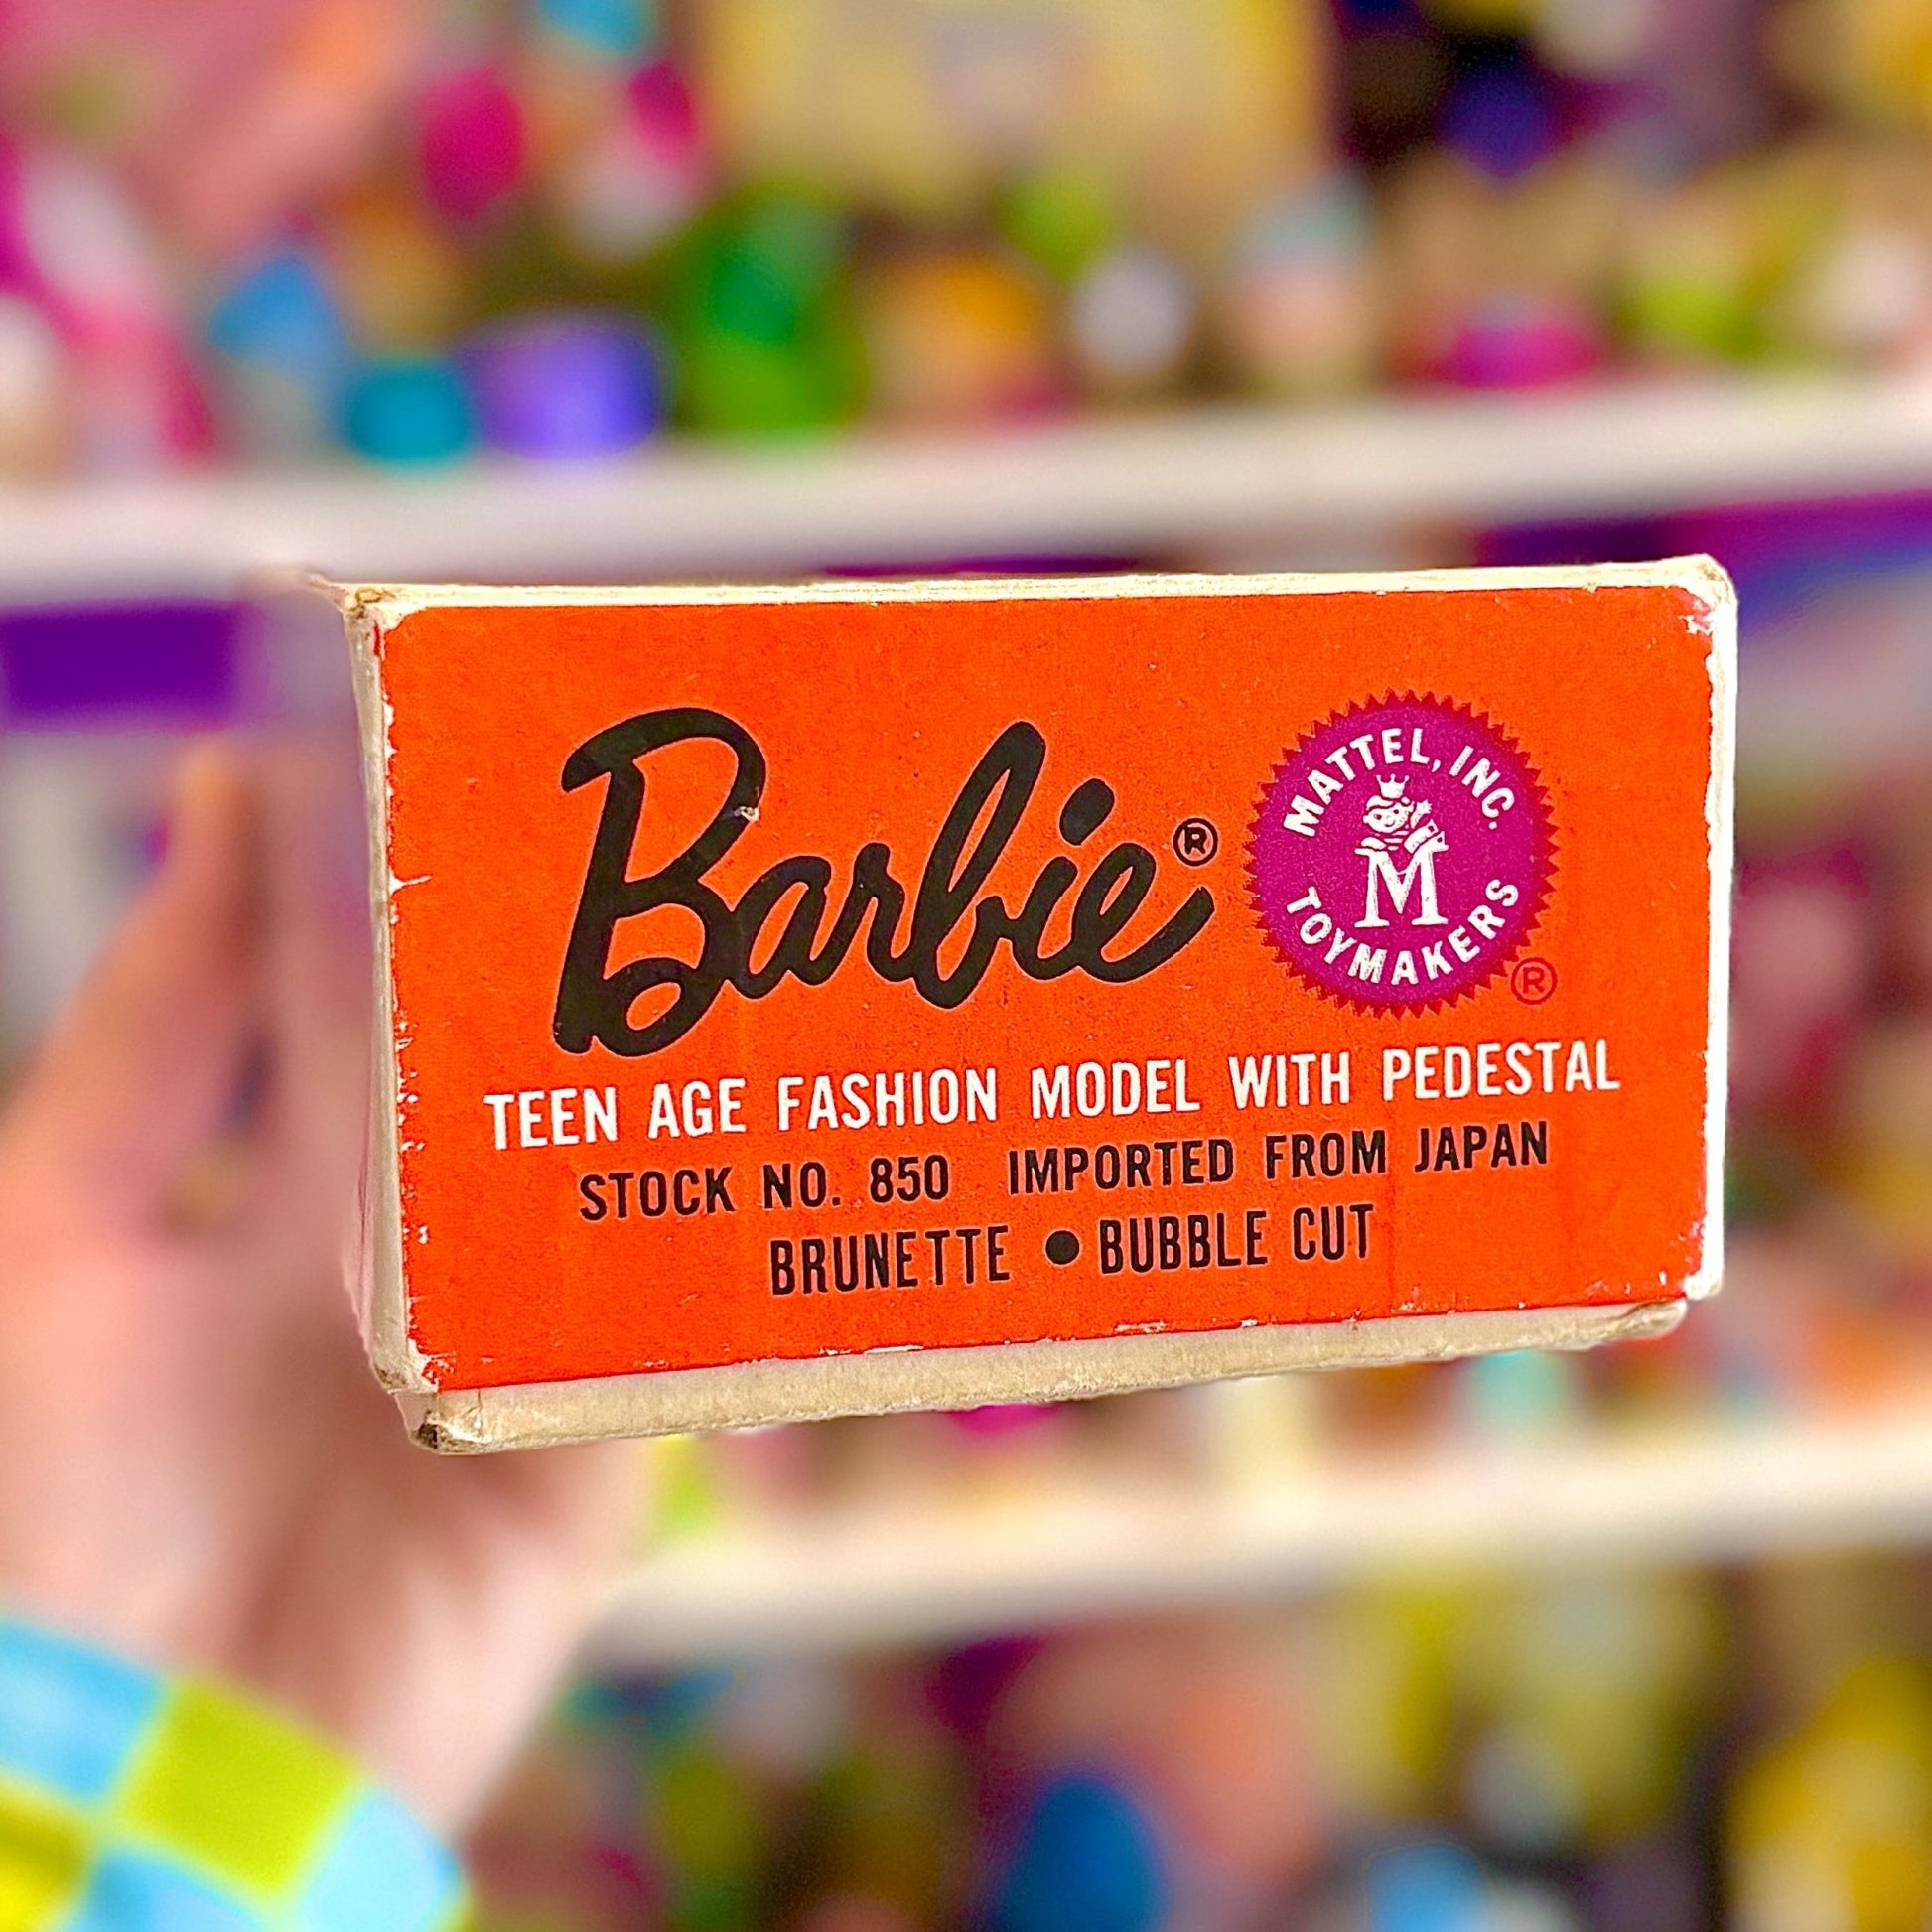 Barbie®
MATTEL, INC.
M
TOYMAKERS
®
TEEN AGE FASHION MODEL WITH PEDESTAL
STOCK NO. 850 IMPORTED FROM JAPAN
BRUNETTE ● BUBBLE CUT